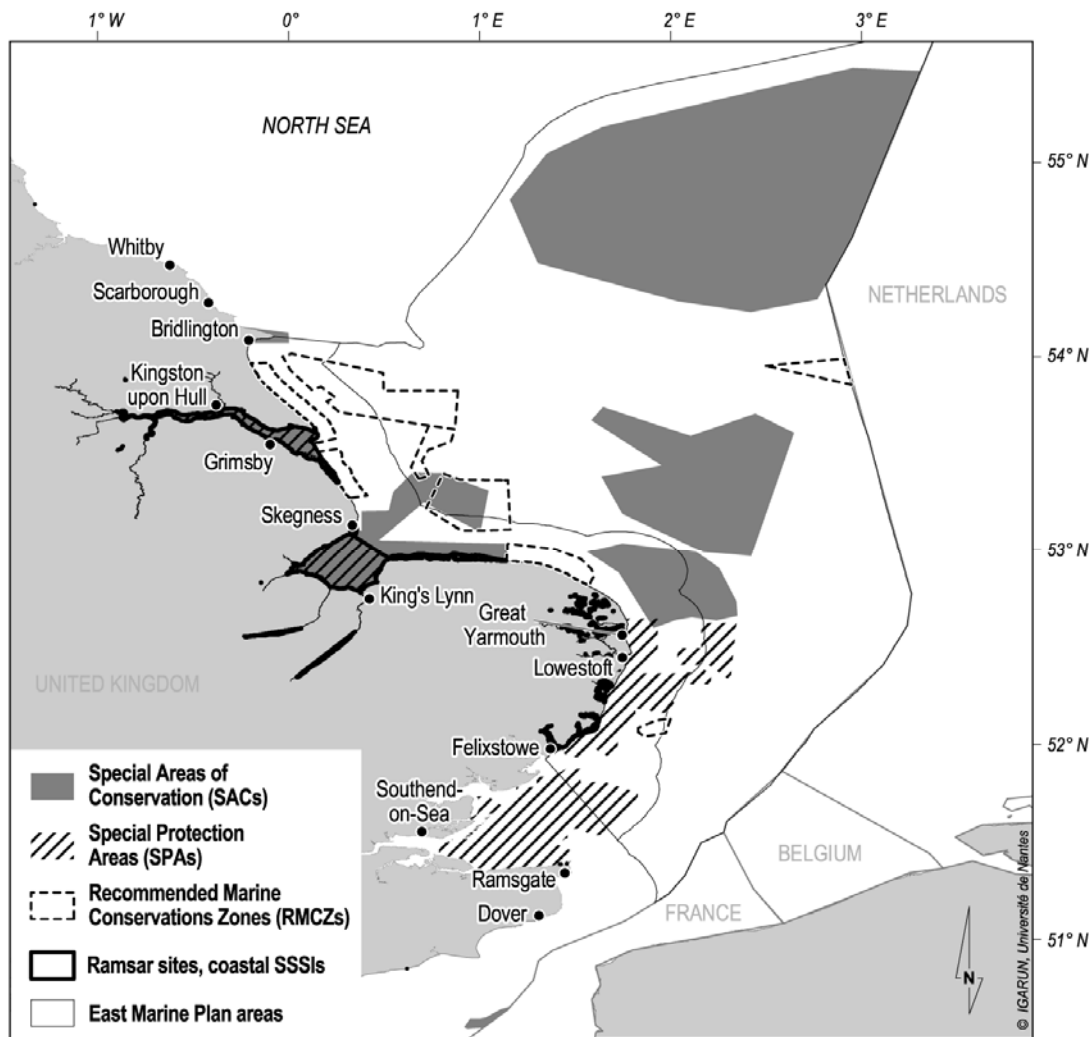 1° W
0°
1° E
2° E
3° E
NORTH SEA
55° N
Whitby
Scarborough
NETHERLANDS
Bridlington
54° N
Kingston
upon Hull
Grimsby
Skegness
53° N
King's Lynn
Great
Yarmouth
Lowestoft
UNITED KINGDOM
Felixstowe
52° N
Southend-
on-Sea
BELGIUM
Ramsgate
FRANCE
Dover
51° N
Special Areas of
Conservation (SACs)
Special Protection
Areas (SPAs)
Recommended Marine
Conservations Zones (RMCZs)
Ramsar sites, coastal SSSIs
East Marine Plan areas
N
© IGARUN, Université de Nantes